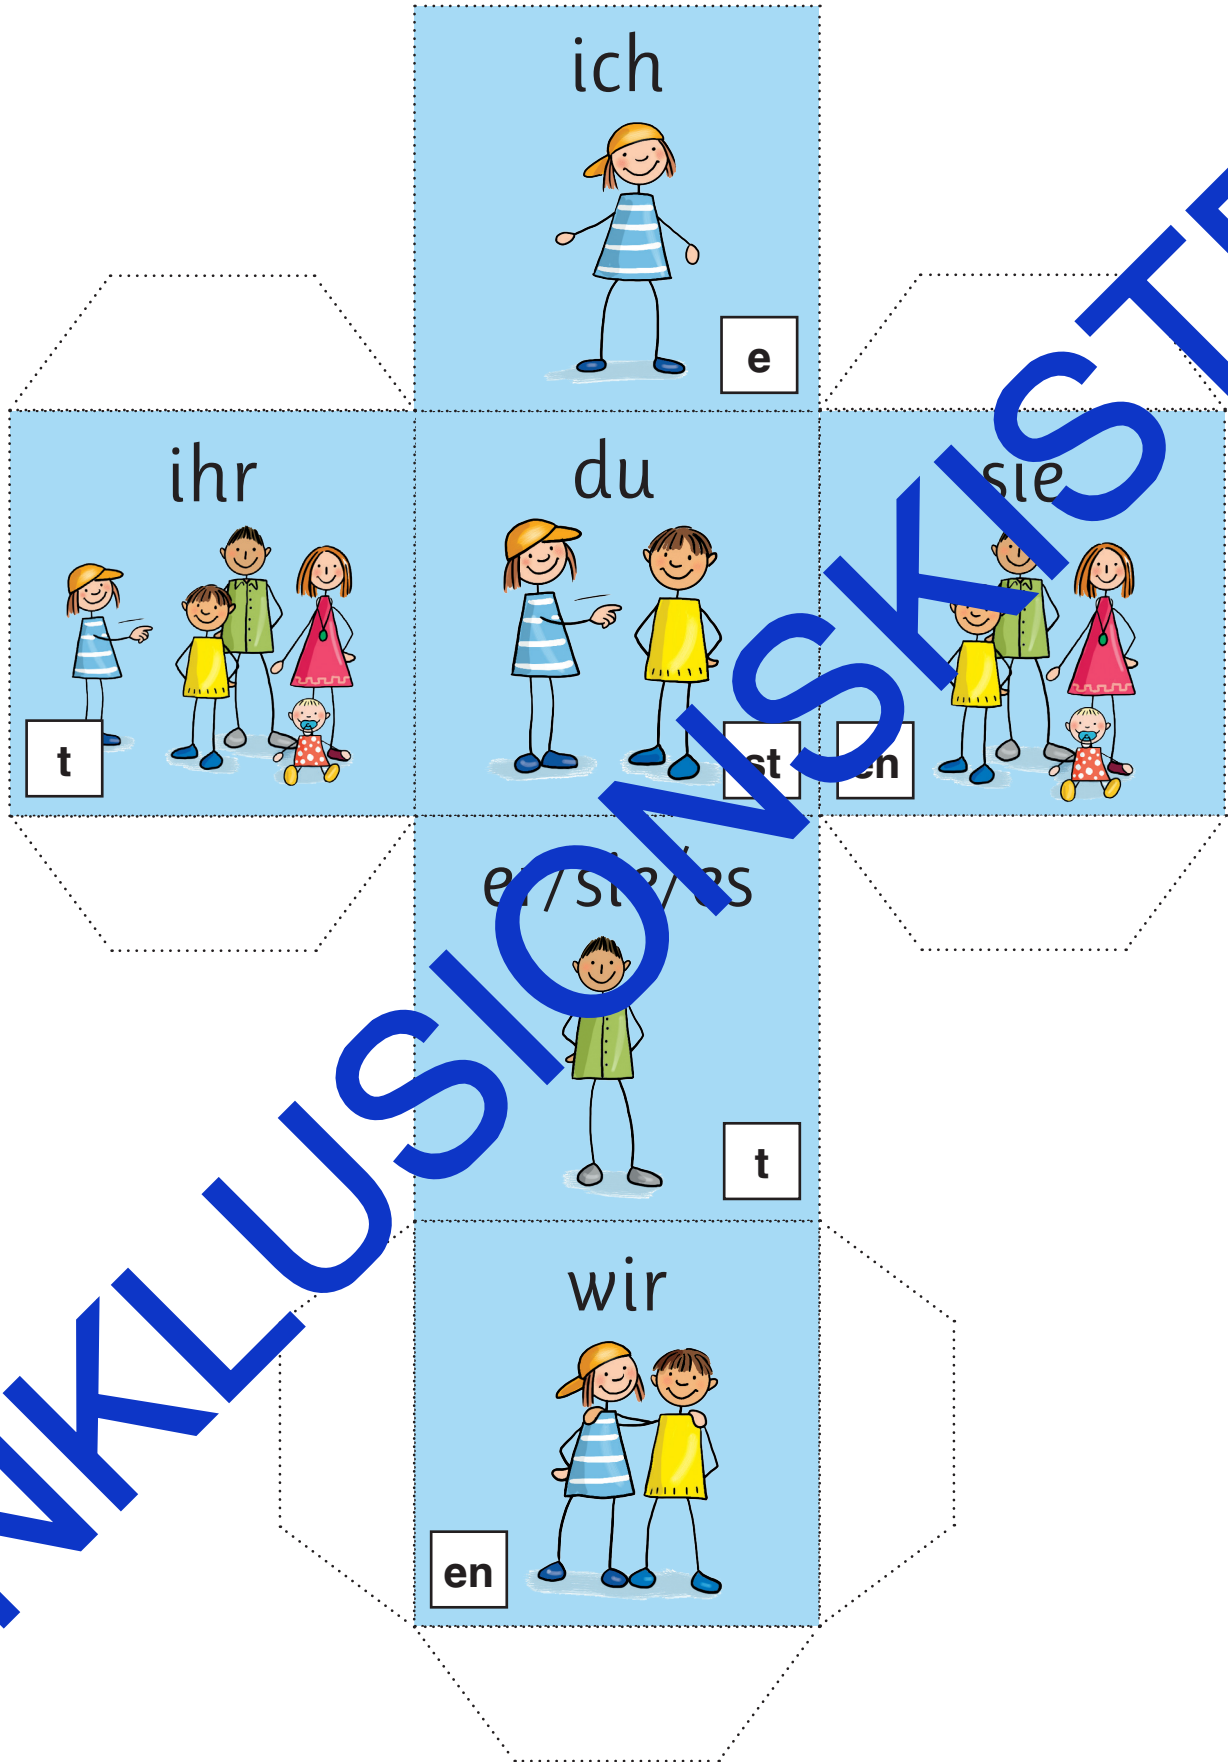 ich
e
ihr
t
du
st
sie
en
er/sie/es
t
wir
en
INKLUSIONSKISTE